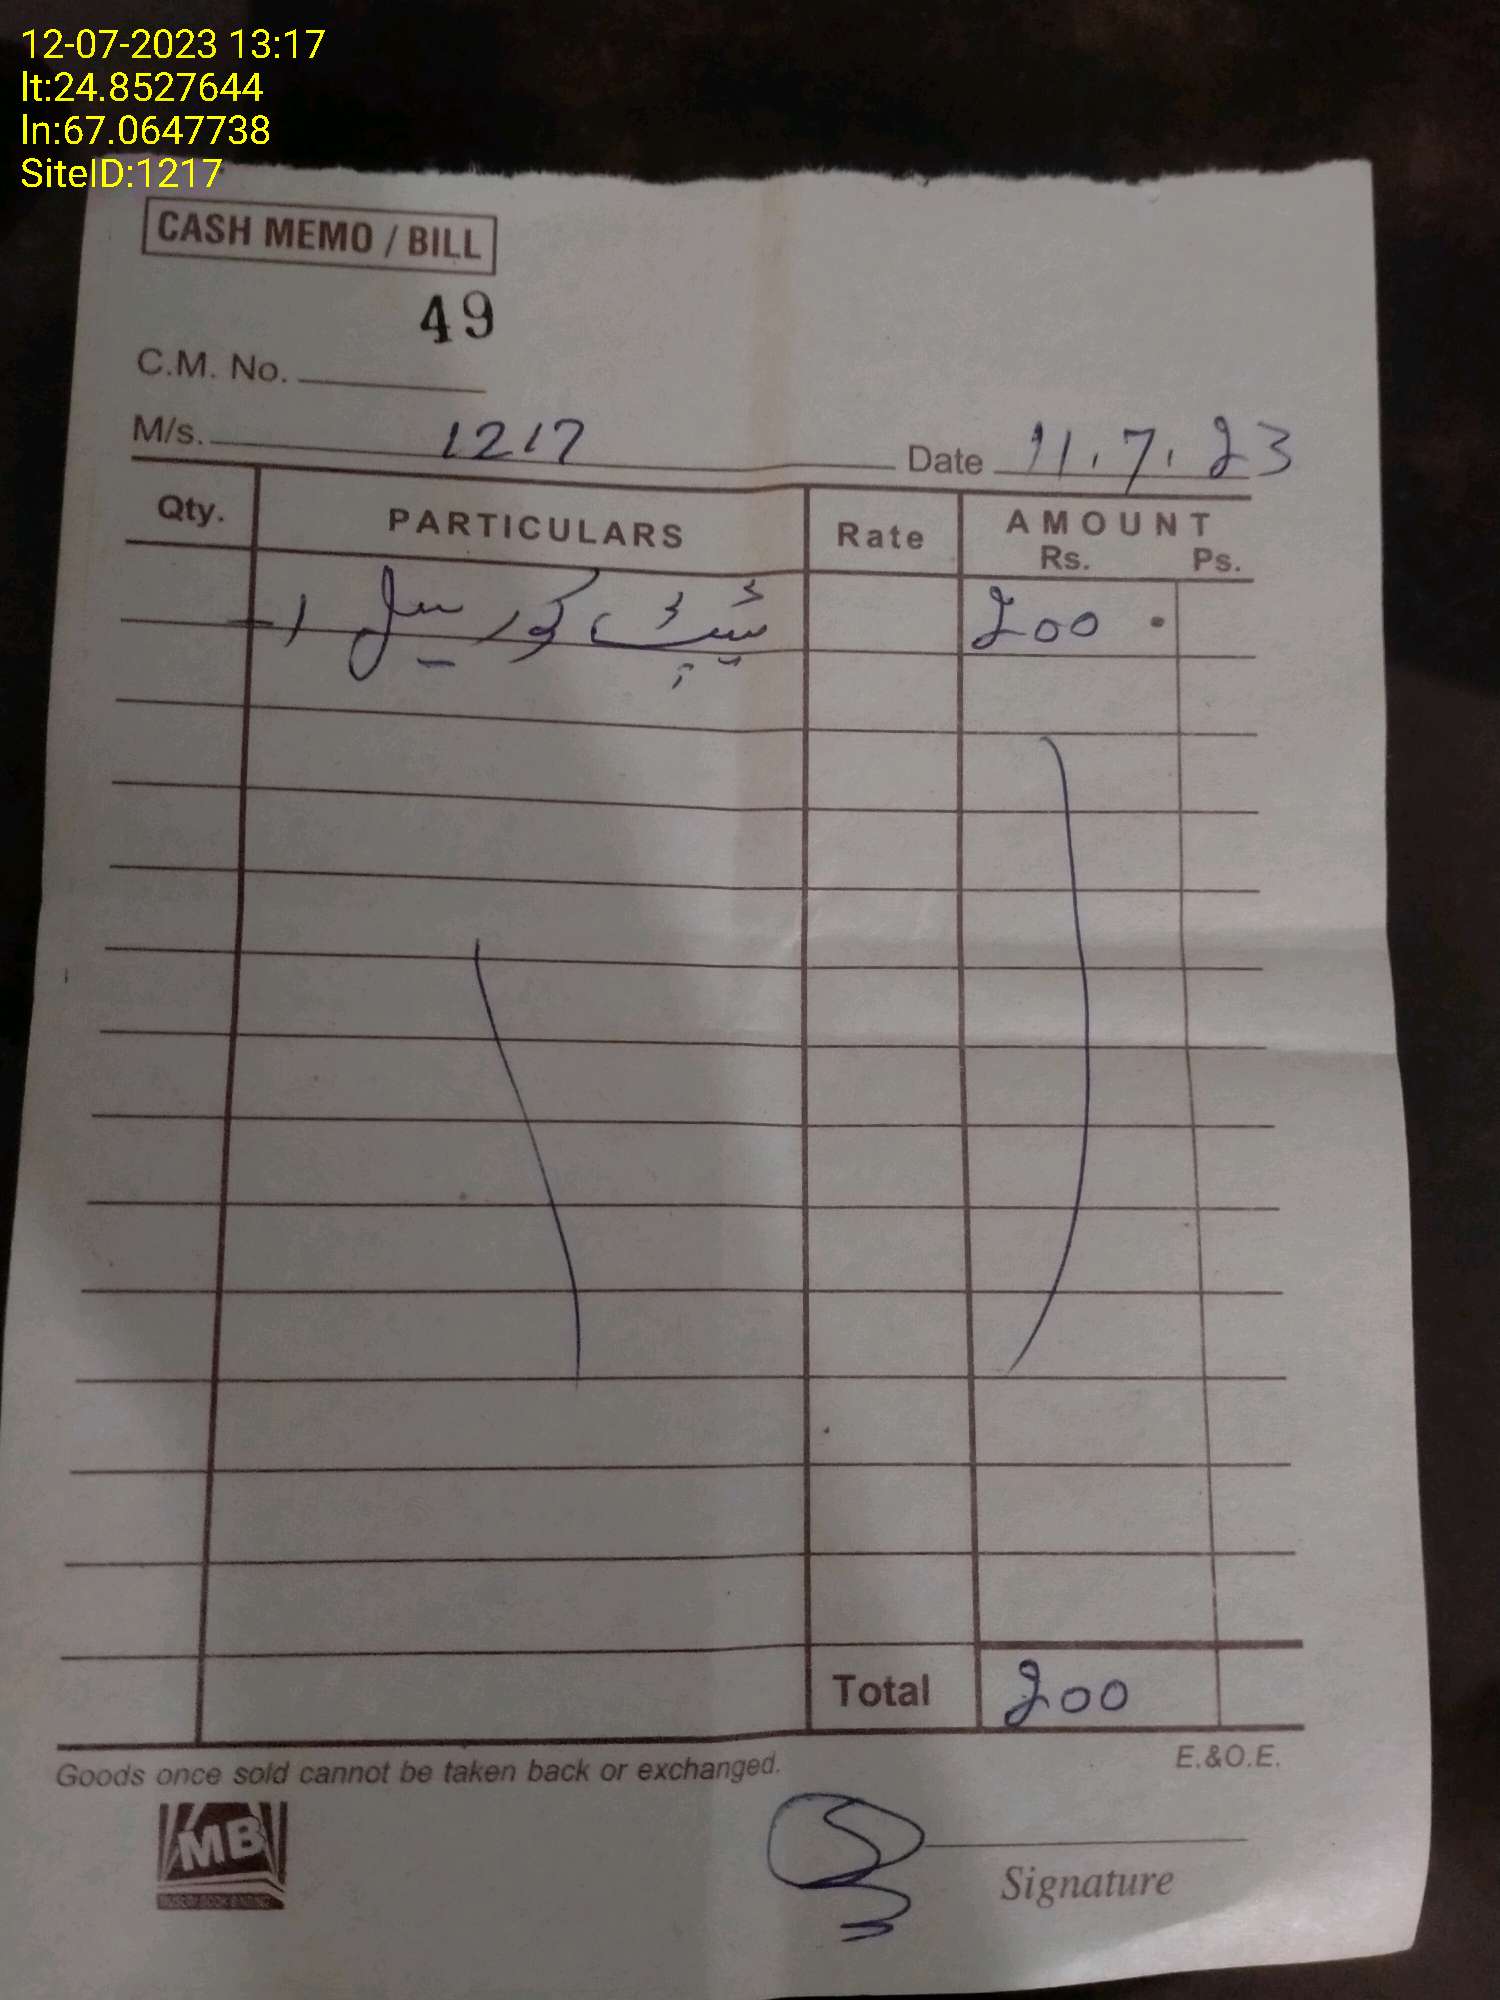 12-07-2023 13:17
lt:24.8527644
ln:67.0647738
SiteID:1217
CASH MEMO / BILL
49
C.M. No.
M/s. 1217 Date 11.7.23
Qty. PARTICULARS Rate AMOUNT
Rs. Ps.
سیل 1 200
Total 200
Goods once sold cannot be taken back or exchanged. E.&O.E.
MB
Signature